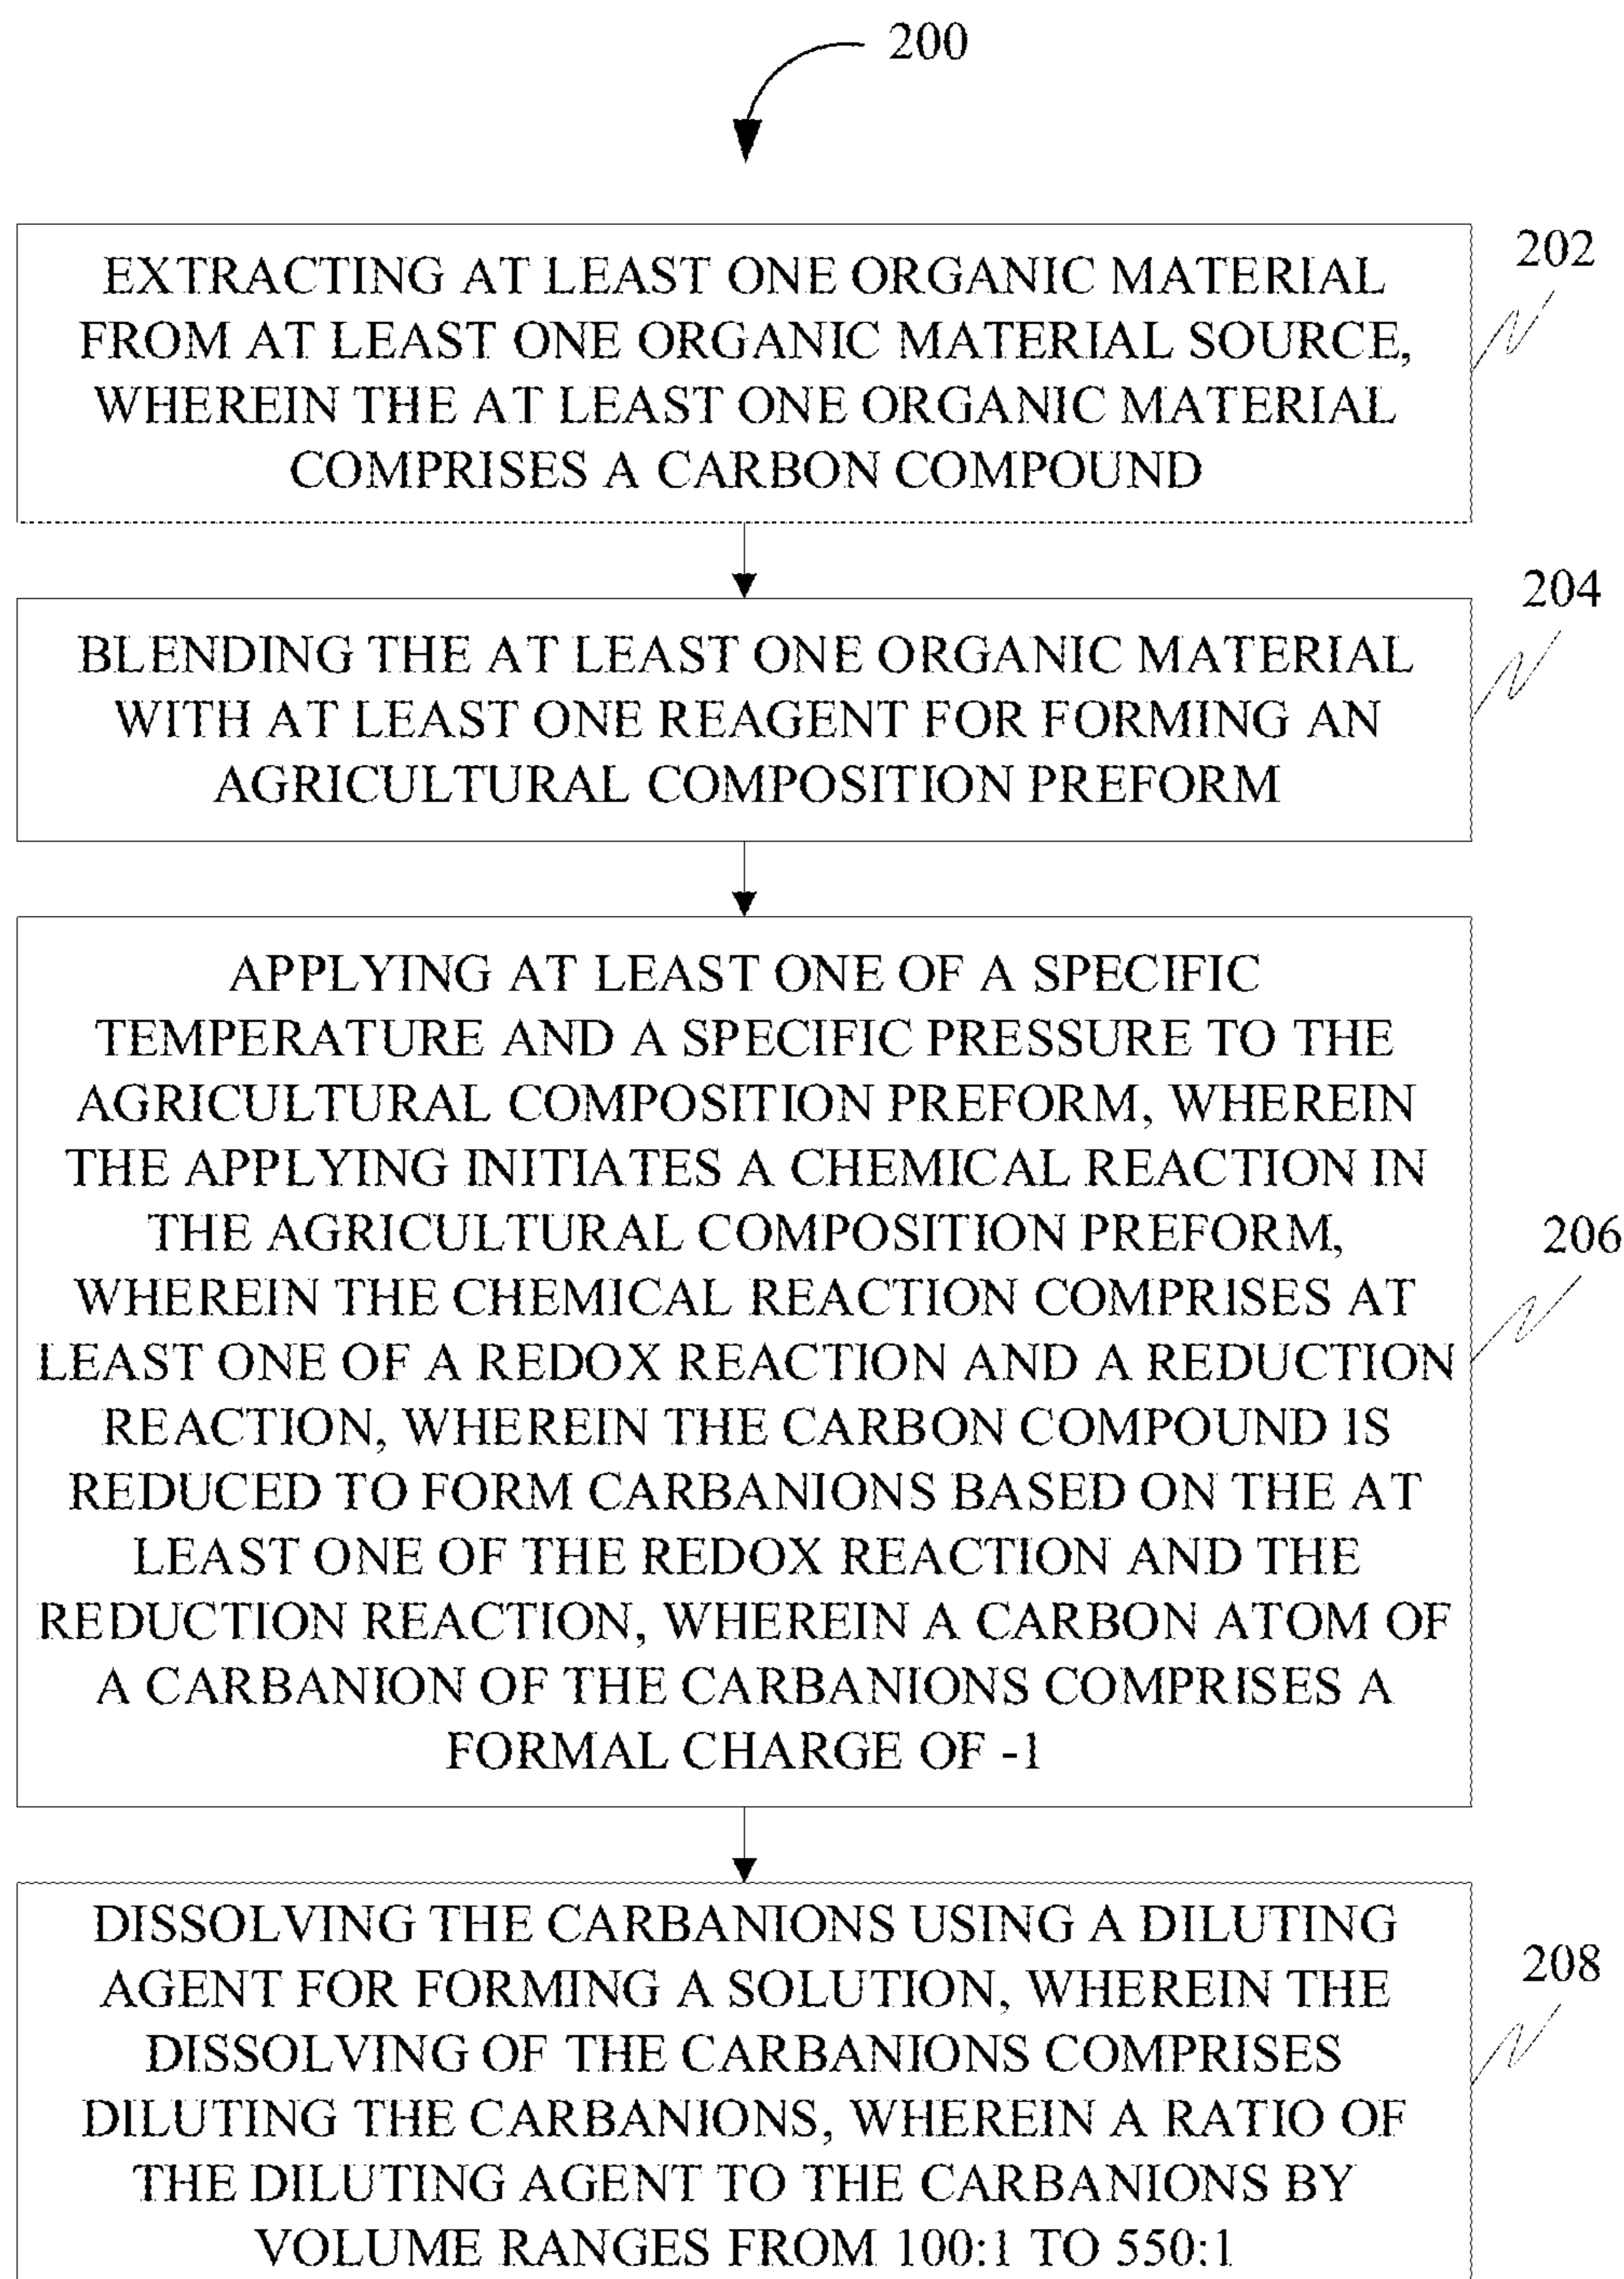 200
EXTRACTING AT LEAST ONE ORGANIC MATERIAL
FROM AT LEAST ONE ORGANIC MATERIAL SOURCE,
WHEREIN THE AT LEAST ONE ORGANIC MATERIAL
COMPRISES A CARBON COMPOUND
202
BLENDING THE AT LEAST ONE ORGANIC MATERIAL
WITH AT LEAST ONE REAGENT FOR FORMING AN
AGRICULTURAL COMPOSITION PREFORM
204
APPLYING AT LEAST ONE OF A SPECIFIC
TEMPERATURE AND A SPECIFIC PRESSURE TO THE
AGRICULTURAL COMPOSITION PREFORM, WHEREIN
THE APPLYING INITIATES A CHEMICAL REACTION IN
THE AGRICULTURAL COMPOSITION PREFORM,
WHEREIN THE CHEMICAL REACTION COMPRISES AT
LEAST ONE OF A REDOX REACTION AND A REDUCTION
REACTION, WHEREIN THE CARBON COMPOUND IS
REDUCED TO FORM CARBANIONS BASED ON THE AT
LEAST ONE OF THE REDOX REACTION AND THE
REDUCTION REACTION, WHEREIN A CARBON ATOM OF
A CARBANION OF THE CARBANIONS COMPRISES A
FORMAL CHARGE OF -1
206
DISSOLVING THE CARBANIONS USING A DILUTING
AGENT FOR FORMING A SOLUTION, WHEREIN THE
DISSOLVING OF THE CARBANIONS COMPRISES
DILUTING THE CARBANIONS, WHEREIN A RATIO OF
THE DILUTING AGENT TO THE CARBANIONS BY
VOLUME RANGES FROM 100:1 TO 550:1
208